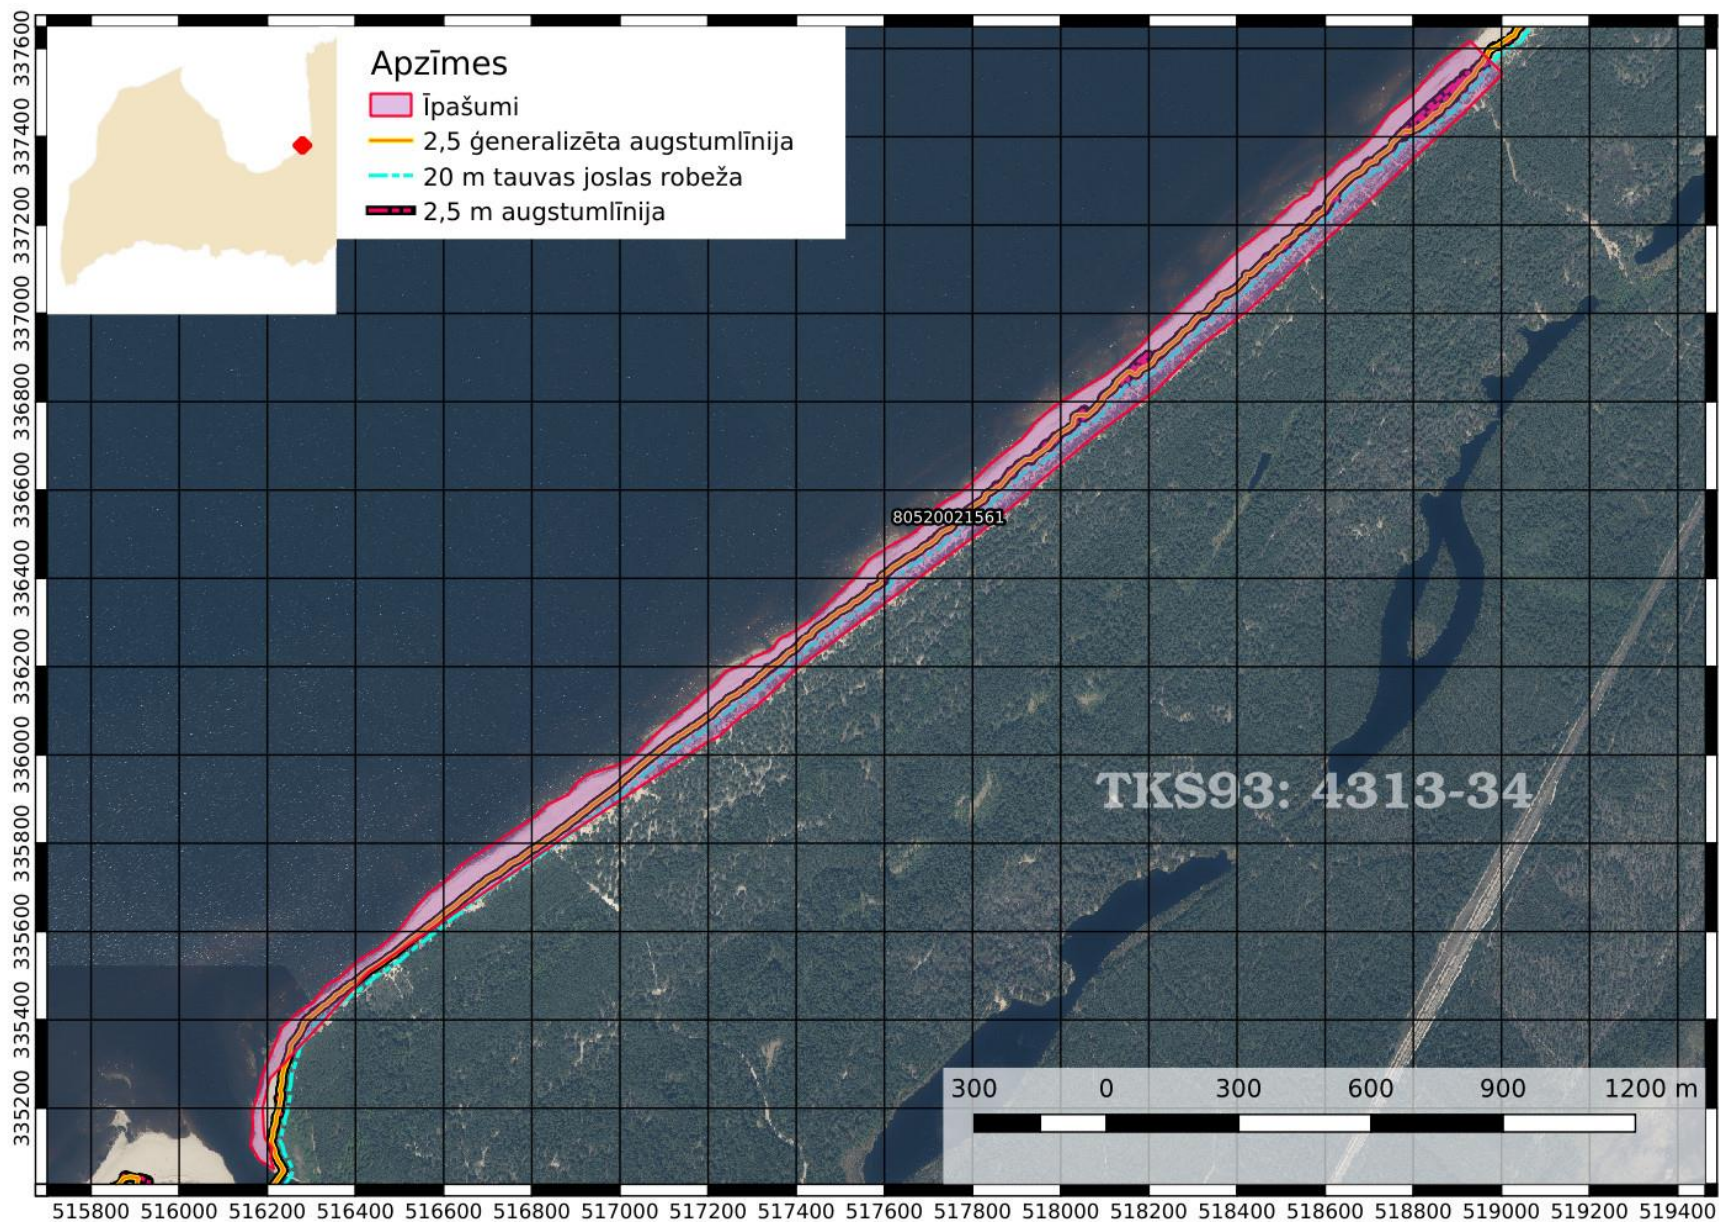 Apzīmes
Īpašumi
2,5 ģeneralizēta augstumlīnija
20 m tauvas joslas robeža
2,5 m augstumlīnija
337600
337400
337200
337000
336800
336600
336400
336200
336000
335800
335600
335400
335200
80520021561
TKS93: 4313-34
300 0 300 600 900 1200 m
515800 516000 516200 516400 516600 516800 517000 517200 517400 517600 517800 518000 518200 518400 518600 518800 519000 519200 519400